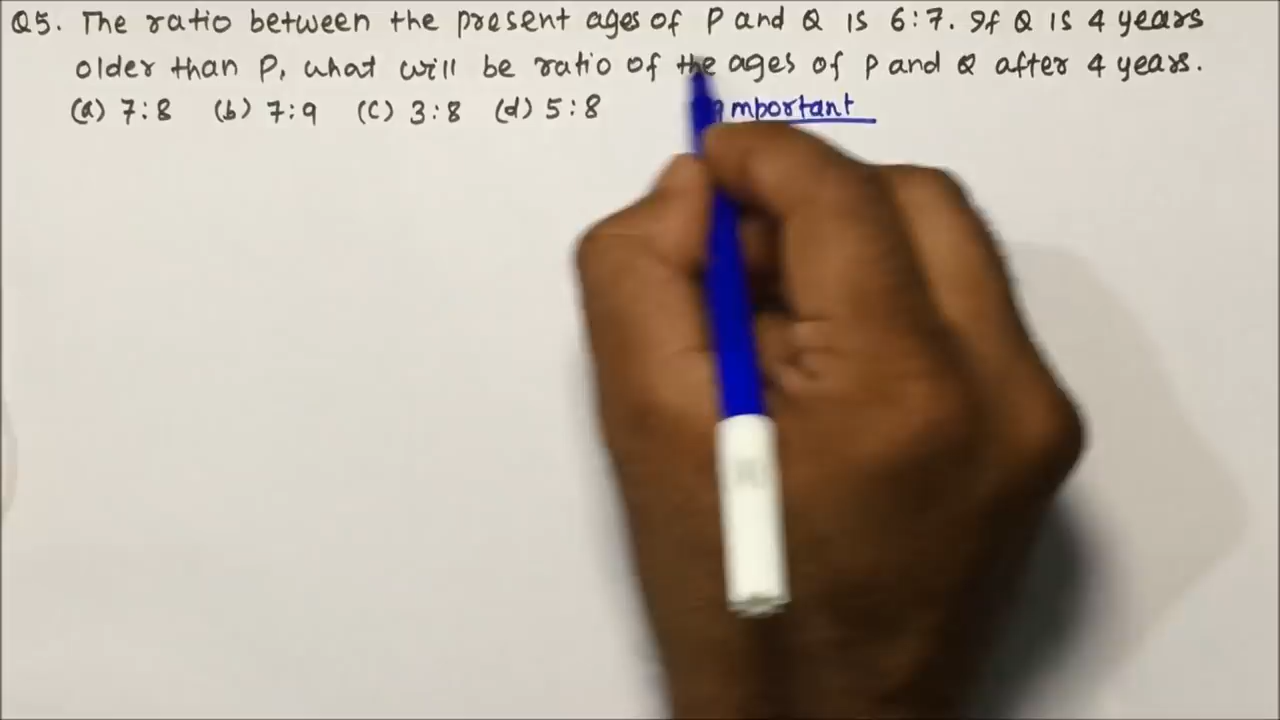 Q5. The ratio between the present ages of P and Q is 6:7. If Q is 4 years
older than P, what will be ratio of the ages of P and Q after 4 years.
(a) 7:8 (b) 7:9 (c) 3:8 (d) 5:8 mportant